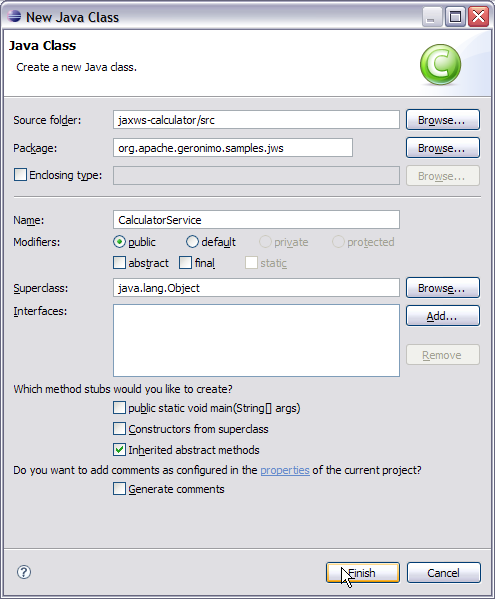 New Java Class
Java Class
Create a new Java class.
C
Source folder: jaxws-calculator/src Browse...
Package: org.apache.geronimo.samples.jws Browse...
Enclosing type: Browse...
Name: CalculatorService
Modifiers: public default private protected
abstract final static
Superclass: java.lang.Object Browse...
Interfaces: Add...
Remove
Which method stubs would you like to create?
public static void main(String[] args)
Constructors from superclass
Inherited abstract methods
Do you want to add comments as configured in the properties of the current project?
Generate comments
? Finish Cancel